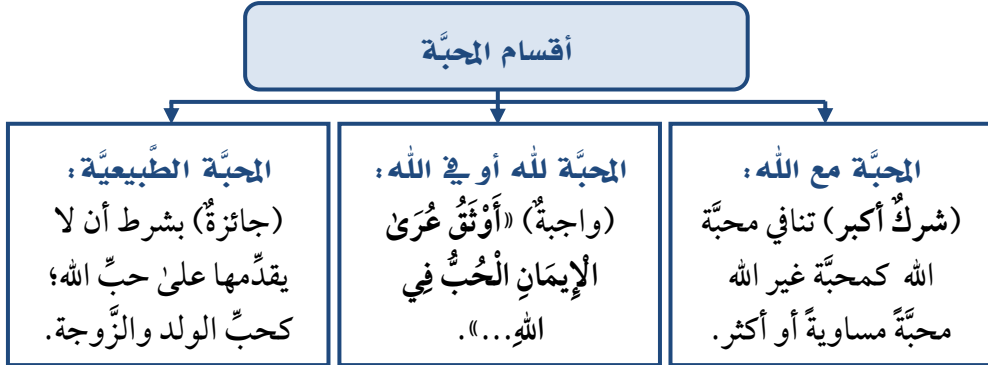 أقسام المحبَّة
المحبَّة مع الله:
(شركٌ أكبر) تنافي محبَّة
الله كمحبَّة غير الله
محبَّةً مساويةً أو أكثر.
المحبَّة لله أو في الله:
(واجبةٌ) «أَوْثَقُ عُرَىٰ
الْإِيمَانِ الْحُبُّ فِي
اللهِ...».
المحبَّة الطَّبيعيَّة:
(جائزةٌ) بشرط أن لا
يقدِّمها علىٰ حبِّ الله؛
كحبِّ الولد والزَّوجة.